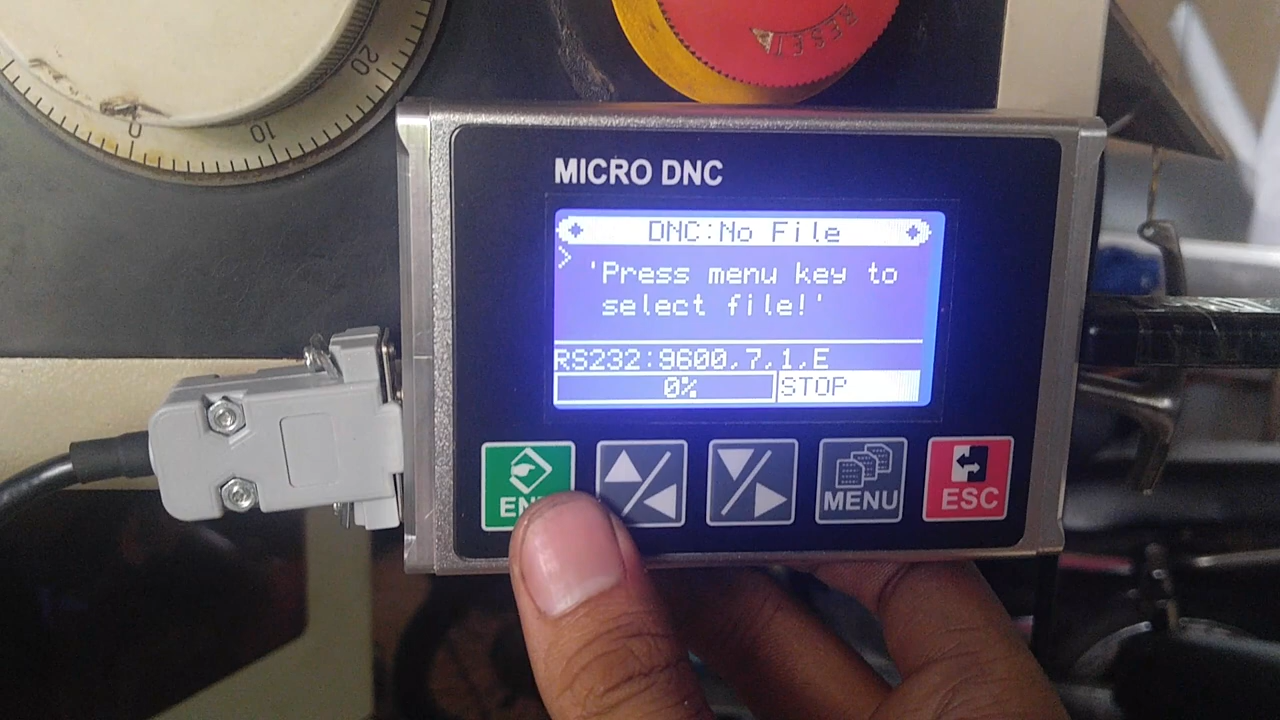 20
10
0
RESET
MICRO DNC
DNC:No File
>
'Press menu key to
select file!'
RS232:9600,7,1,E
0% STOP
MENU
ESC